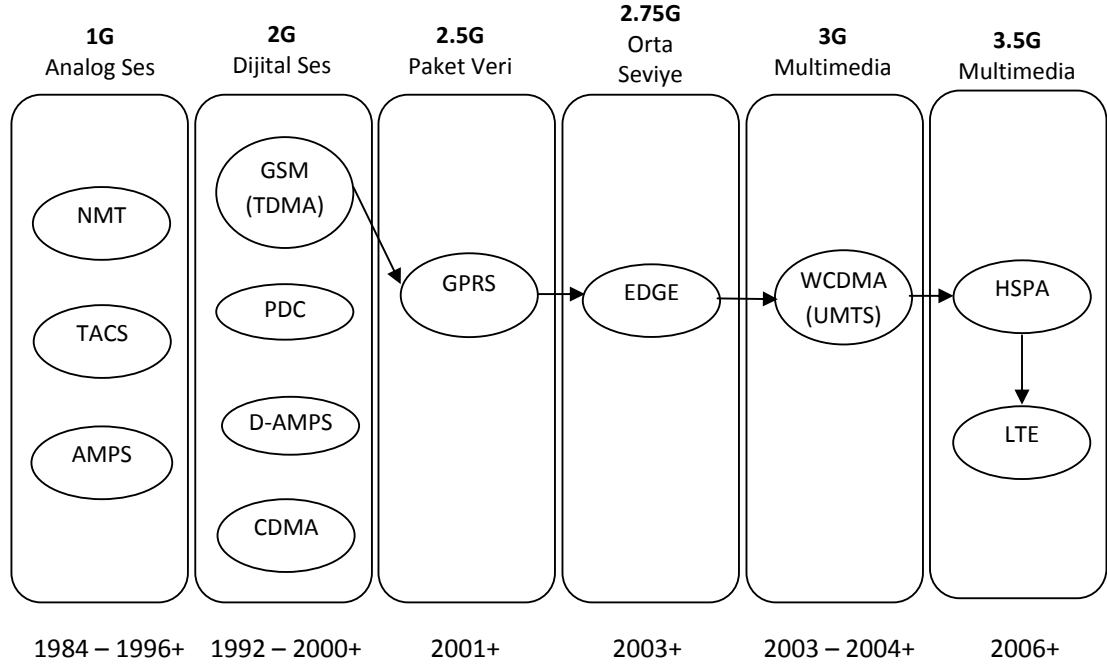 1G
Analog Ses
2G
Dijital Ses
2.5G
Paket Veri
2.75G
Orta
Seviye
3G
Multimedia
3.5G
Multimedia
NMT
TACS
AMPS
GSM
(TDMA)
PDC
D-AMPS
CDMA
GPRS
EDGE
WCDMA
(UMTS)
HSPA
LTE
1984 – 1996+
1992 – 2000+
2001+
2003+
2003 – 2004+
2006+